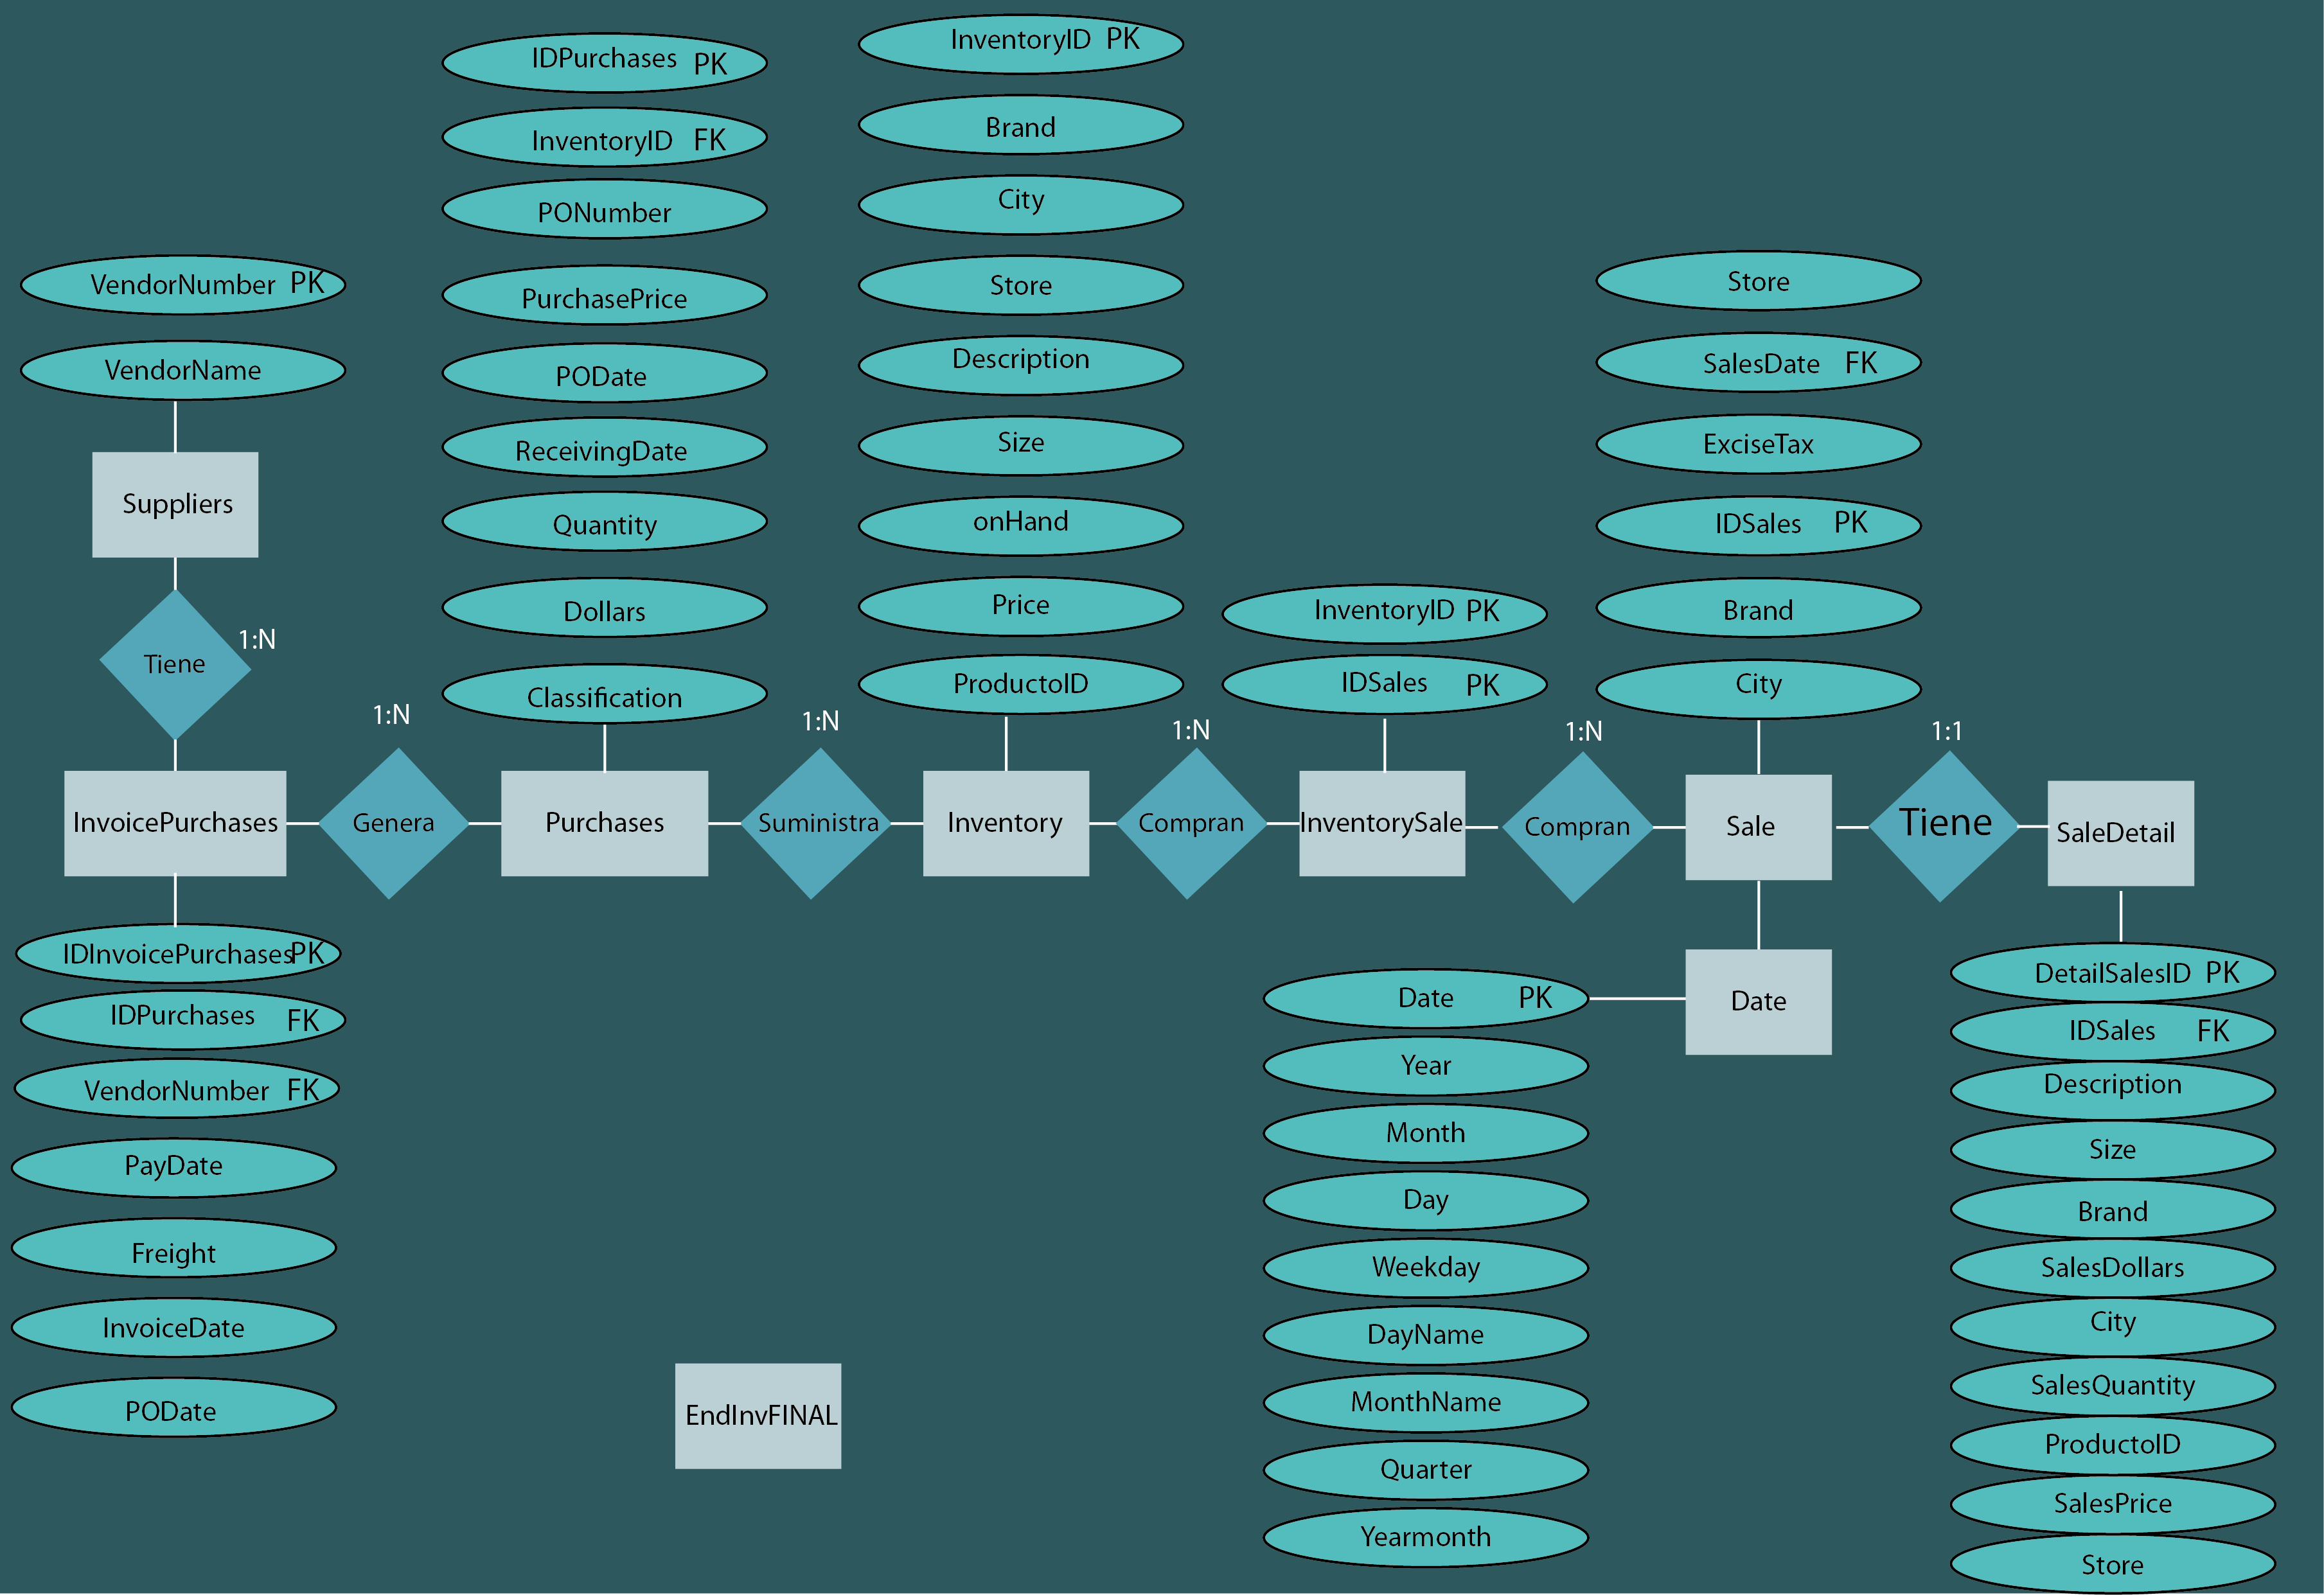 VendorNumber PK
VendorName
Suppliers
Tiene
1:N
InvoicePurchases
IDInvoicePurchases PK
IDPurchases FK
VendorNumber FK
PayDate
Freight
InvoiceDate
PODate
1:N
Genera
IDPurchases PK
InventoryID FK
PONumber
PurchasePrice
PODate
ReceivingDate
Quantity
Dollars
Classification
Purchases
1:N
Suministra
InventoryID PK
Brand
City
Store
Description
Size
onHand
Price
ProductoID
Inventory
1:N
Compran
InventoryID PK
IDSales PK
InventorySale
1:N
Compran
Store
SalesDate FK
ExciseTax
IDSales PK
Brand
City
Sale
1:1
Tiene
SaleDetail
DetailSalesID PK
IDSales FK
Description
Size
Brand
SalesDollars
City
SalesQuantity
ProductoID
SalesPrice
Store
Date
Date PK
Year
Month
Day
Weekday
DayName
MonthName
Quarter
Yearmonth
EndInvFINAL